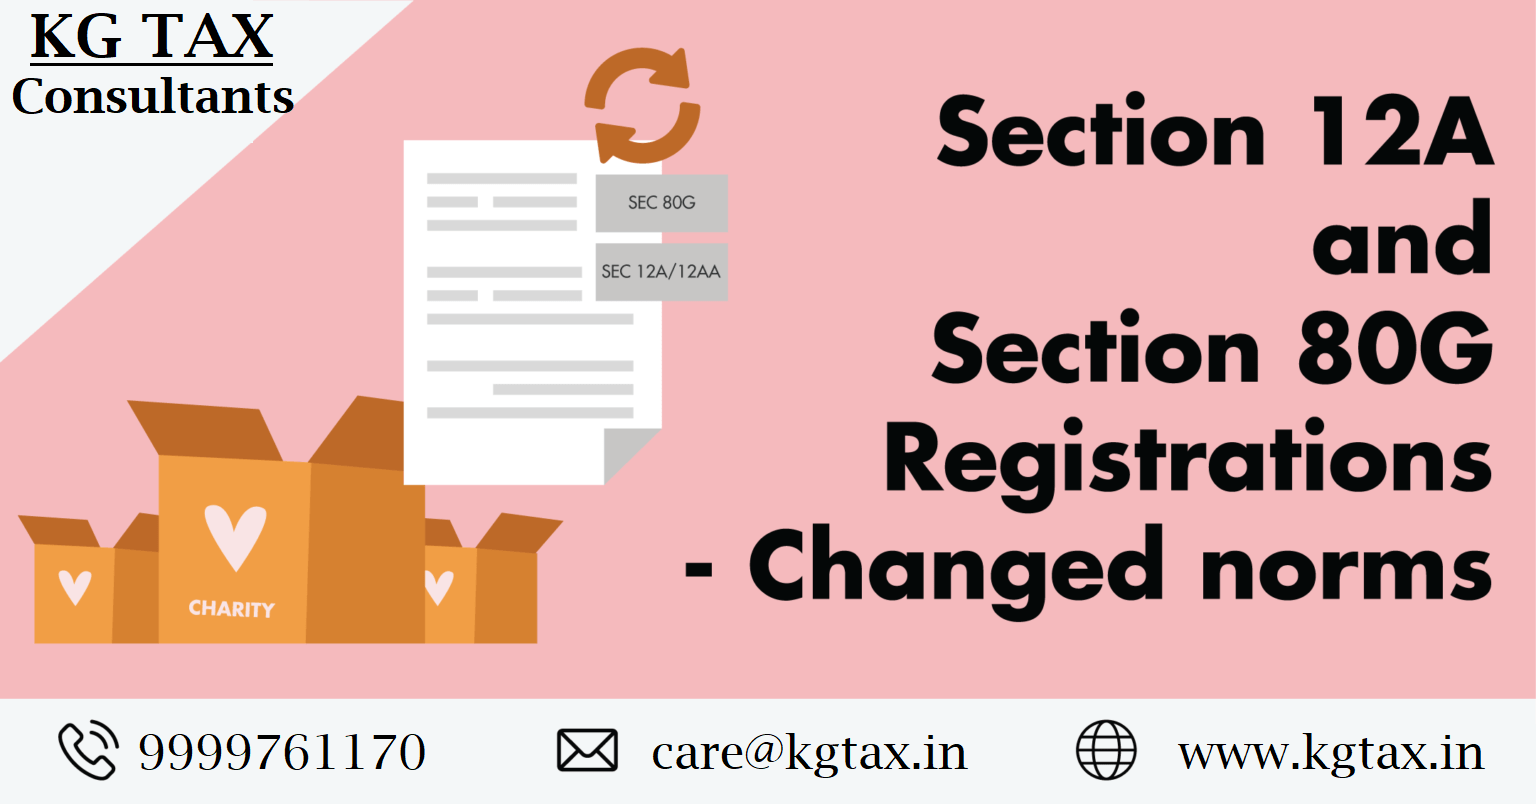 KG TAX
Consultants
SEC 80G
SEC 12A/12AA
CHARITY
Section 12A
and
Section 80G
Registrations
- Changed norms
9999761170
care@kgtax.in
www.kgtax.in